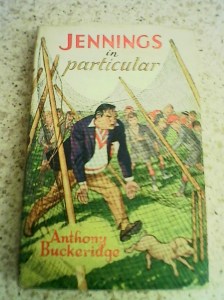 JENNINGS
in
particular
Anthony
Buckeridge